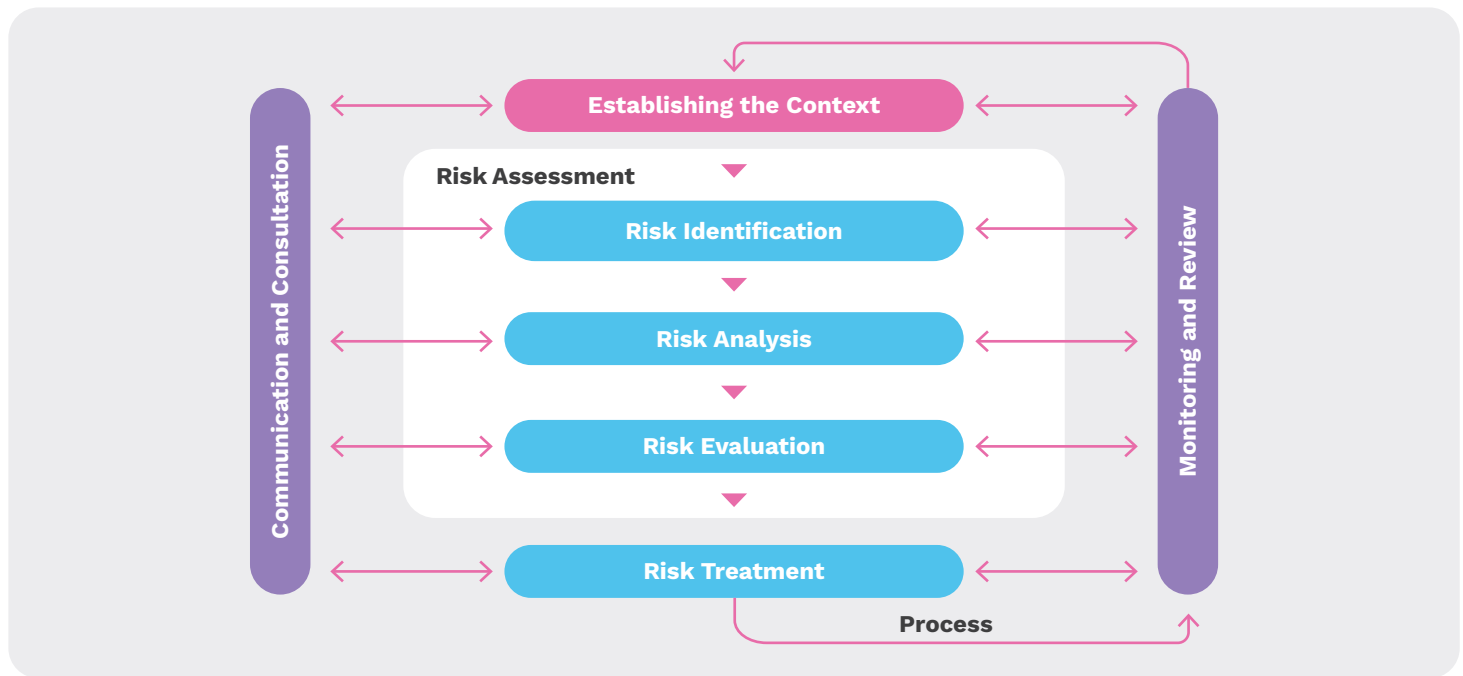 Establishing the Context
Communication and Consultation
Risk Assessment
Risk Identification
Risk Analysis
Risk Evaluation
Risk Treatment
Monitoring and Review
Process